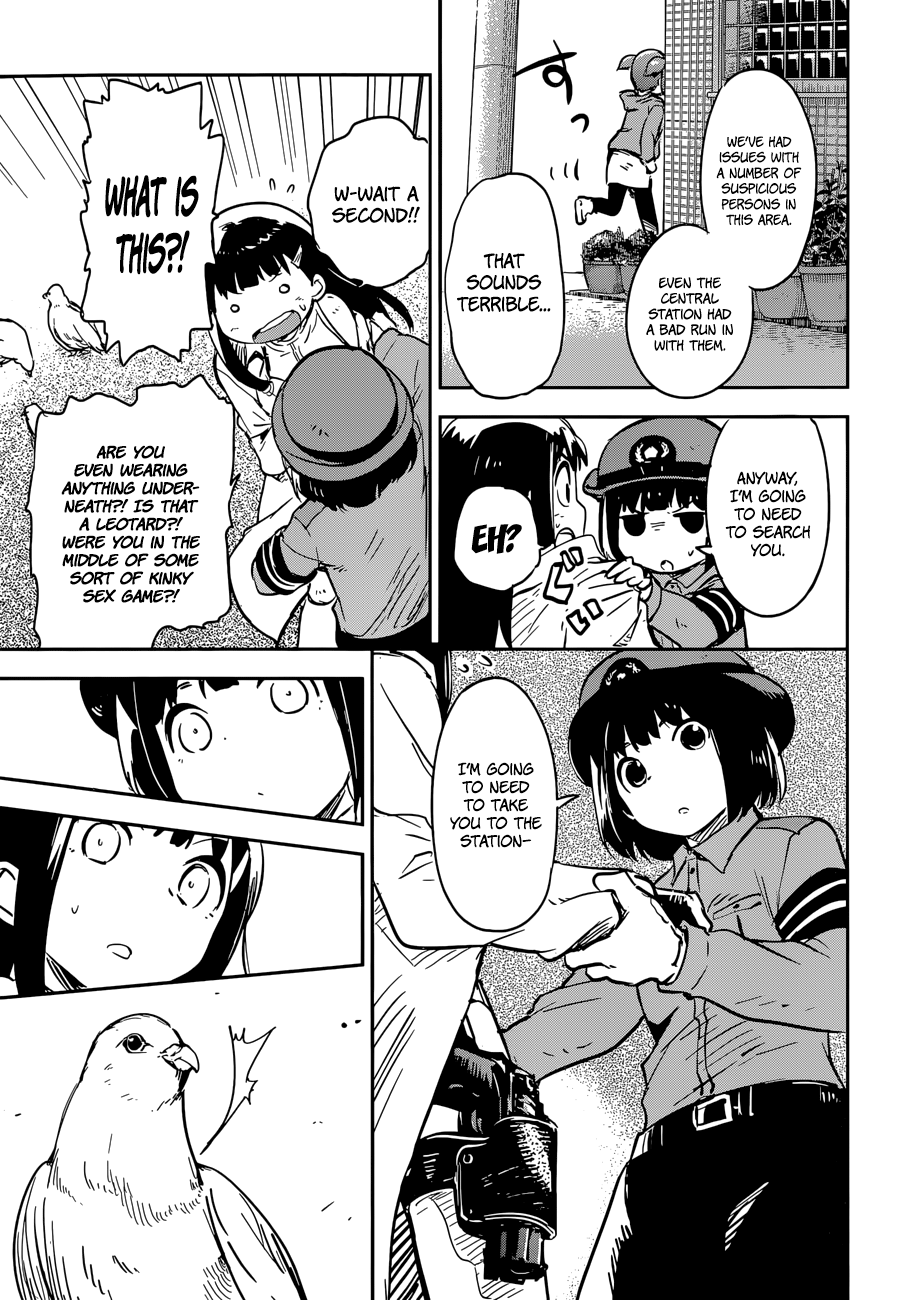 WE'VE HAD
ISSUES WITH
A NUMBER OF
SUSPICIOUS
PERSONS IN
THIS AREA.
EVEN THE
CENTRAL
STATION HAD
A BAD RUN IN
WITH THEM.
すっ
THAT
SOUNDS
TERRIBLE...
ANYWAY,
I'M GOING
TO NEED
TO SEARCH
YOU.
EH?
ぐい
W-WAIT A
SECOND!!
WHAT IS
THIS?!
ARE YOU
EVEN WEARING
ANYTHING UNDER-
NEATH?! IS THAT
A LEOTARD?!
WERE YOU IN THE
MIDDLE OF SOME
SORT OF KINKY
SEX GAME?!
I'M GOING
TO NEED
TO TAKE
YOU TO THE
STATION-